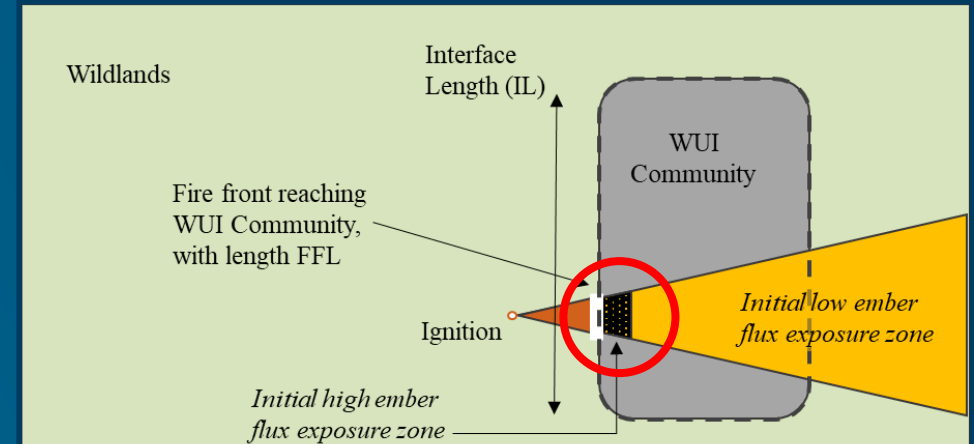 Wildlands
Interface
Length (IL)
WUI
Community
Fire front reaching
WUI Community,
with length FFL
Ignition
Initial low ember
flux exposure zone
Initial high ember
flux exposure zone